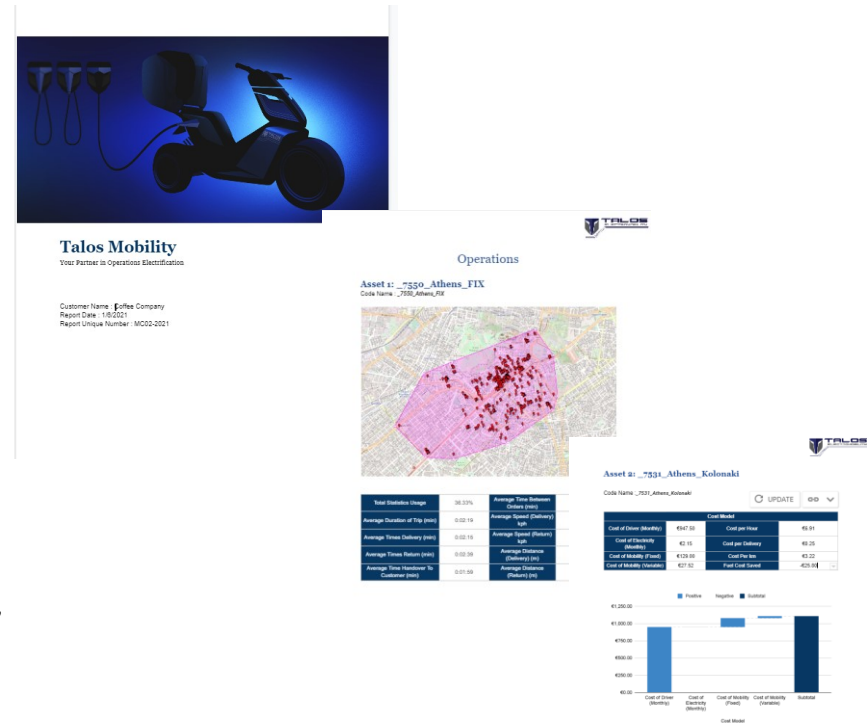 Talos Mobility
Your Partner in Operations Electrification
Customer Name : Coffee Company
Report Date : 1/8/2021
Report Unique Number : MC02-2021
TALOS
Operations
Asset 1: _7550_Athens_FIX
Code Name : _7550_Athens_FIX
Total Statistics Usage 36.33% Average Time Between Orders (min)
Average Duration of Trip (min) 0:02:19 Average Speed (Delivery) kph
Average Times Delivery (min) 0:02:15 Average Speed (Return) kph
Average Times Return (min) 0:02:39 Average Distance (Delivery) (m)
Average Time Handover To Customer (min) 0:01:59 Average Distance (Return) (m)
TALOS
Asset 2: _7531_Athens_Kolonaki
Code Name : _7531_Athens_Kolonaki
UPDATE
Cost Model
Cost of Driver (Monthly) €947.50 Cost per Hour €6.91
Cost of Electricity (Monthly) €2.15 Cost per Delivery €8.25
Cost of Mobility (Fixed) €129.00 Cost Per km €3.22
Cost of Mobility (Variable) €27.52 Fuel Cost Saved -€25.80
Positive Negative Subtotal
€1,250.00
€1,000.00
€750.00
€500.00
€250.00
€0.00
Cost of Driver (Monthly)
Cost of Electricity (Monthly)
Cost of Mobility (Fixed)
Cost of Mobility (Variable)
Subtotal
Cost Model